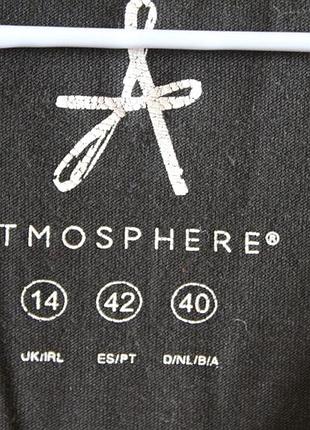 TMOSPHERE®
14 42 40
UK/IRL ES/PT D/NL/B/A